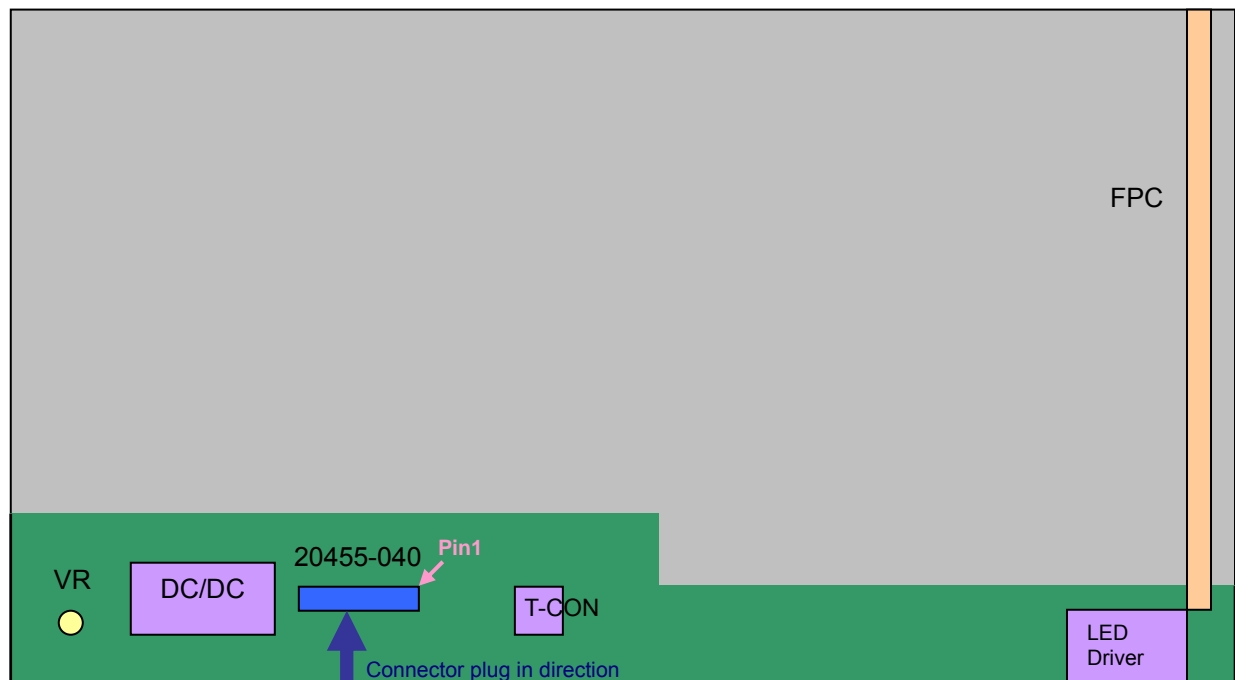 FPC
20455-040
Pin1
VR
DC/DC
T-CON
LED
Driver
Connector plug in direction